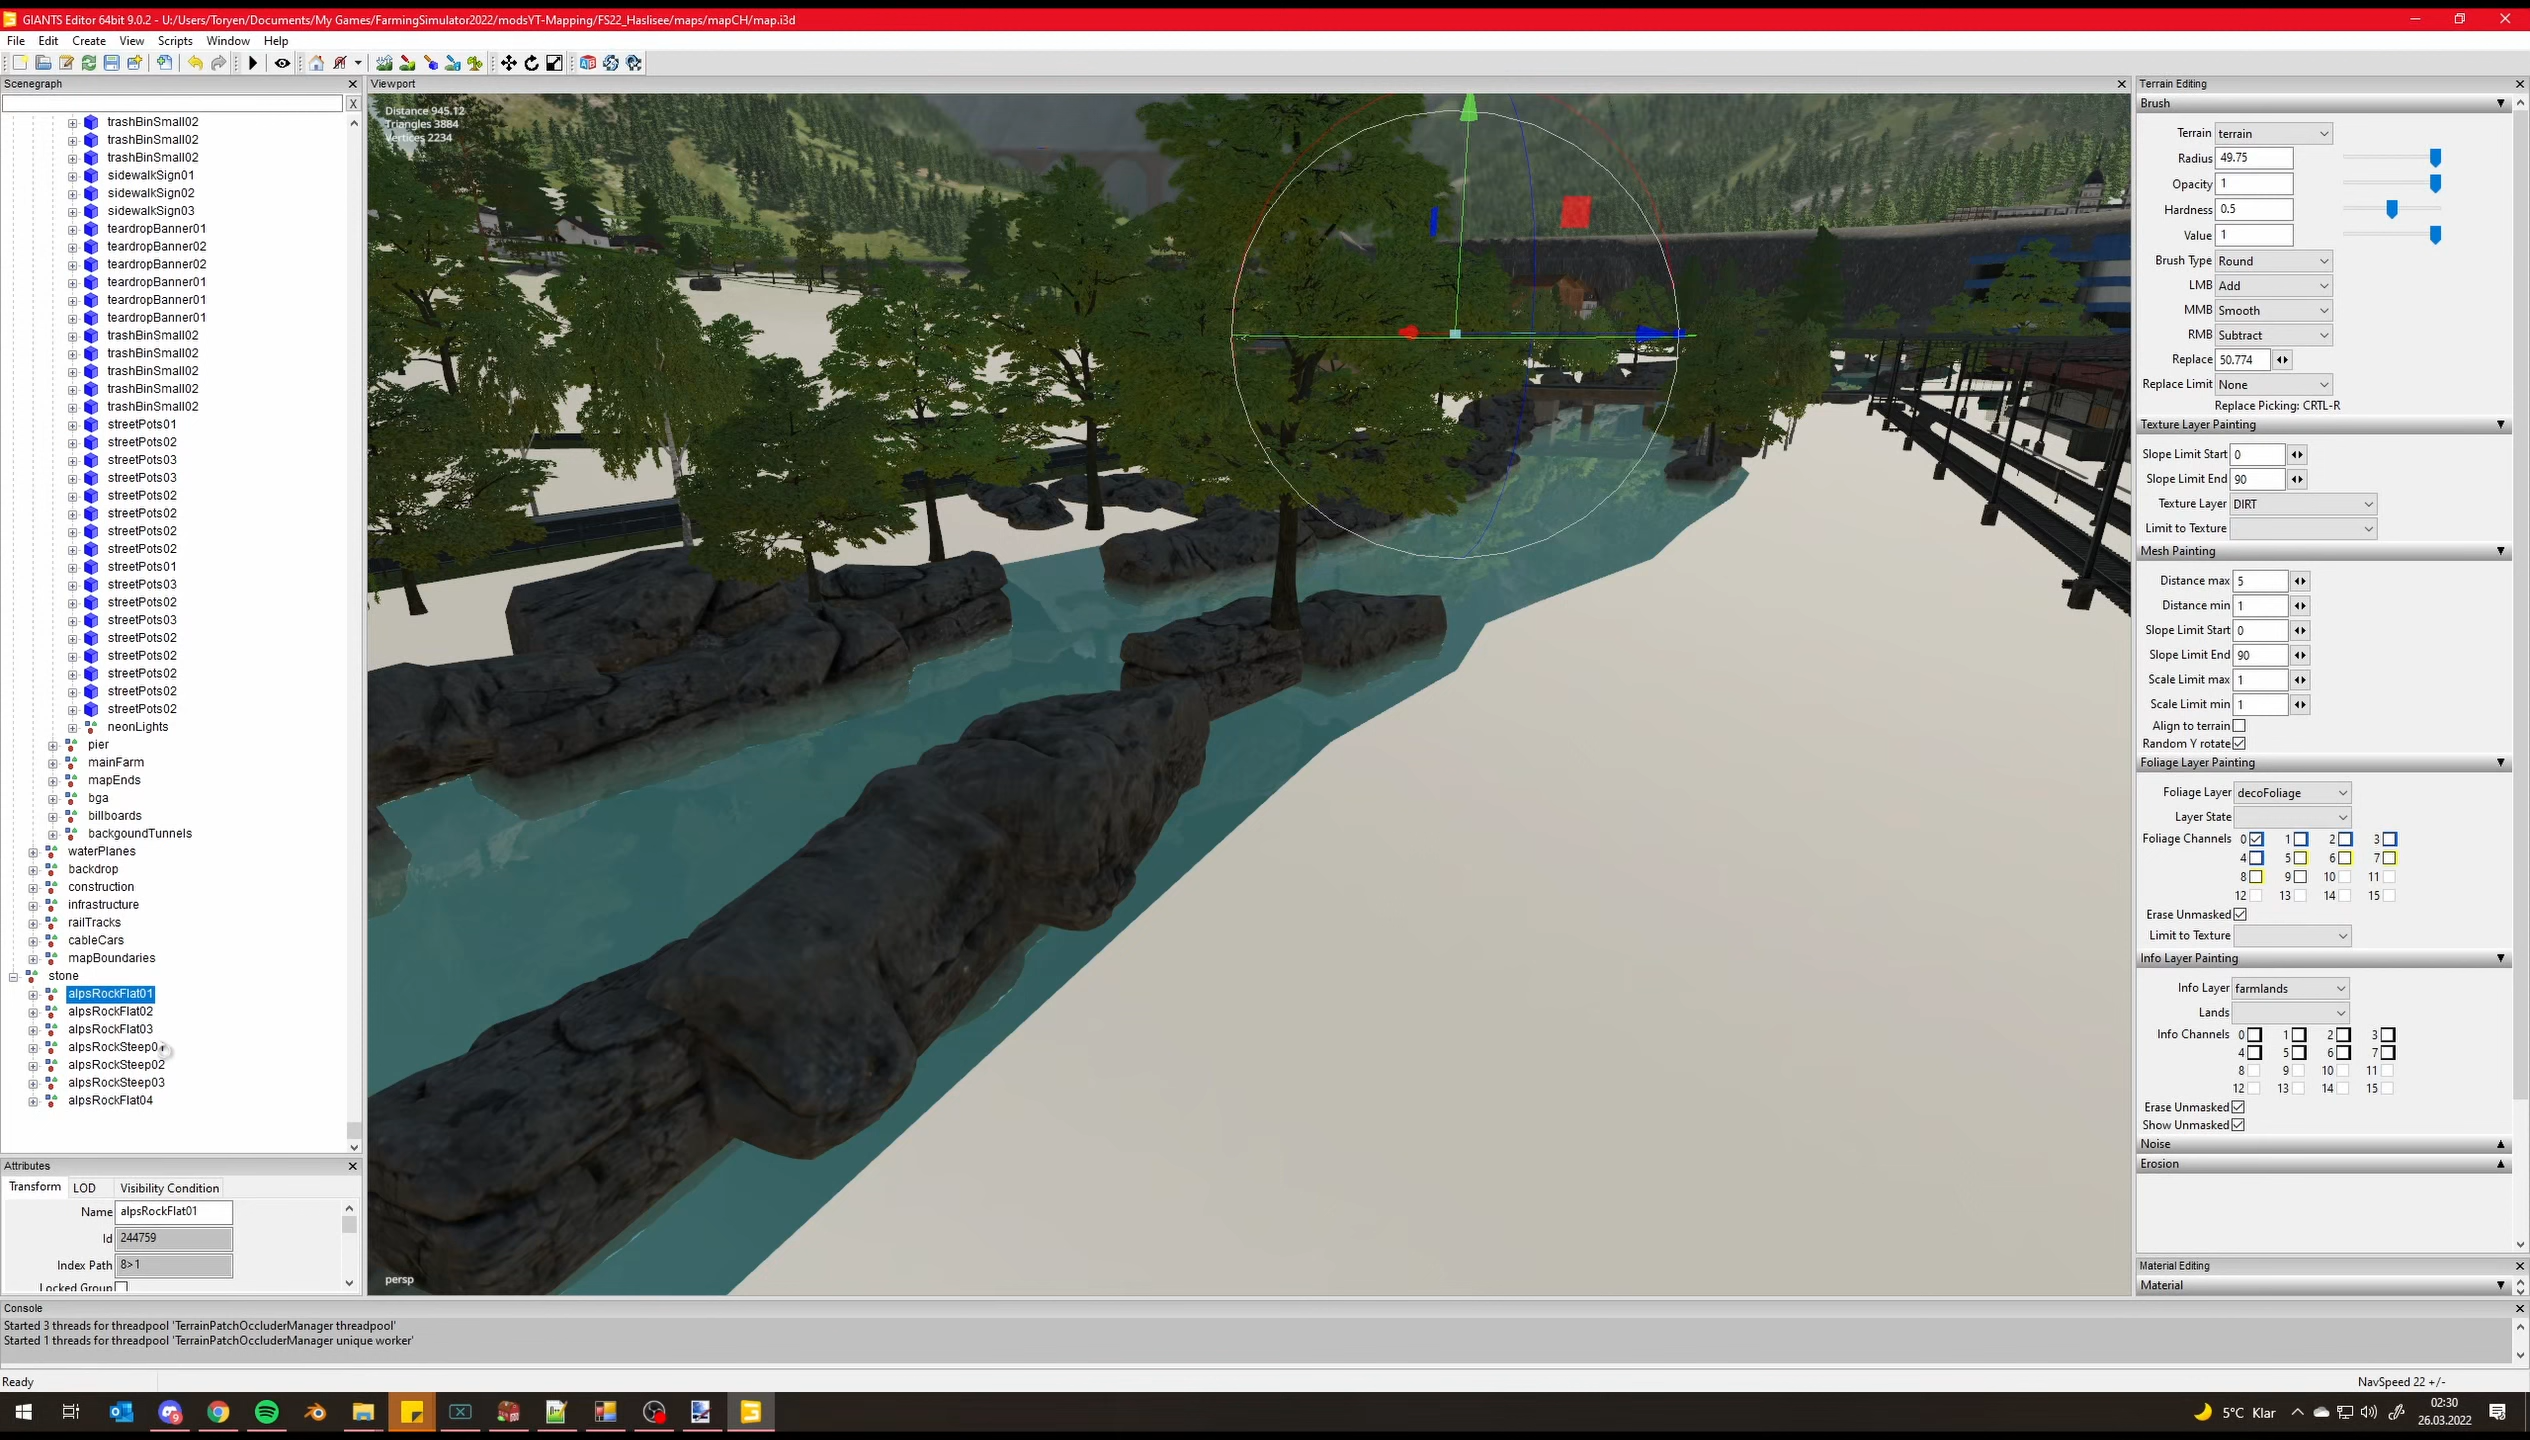 GIANTS Editor 64bit 9.0.2 - U:/Users/Toryen/Documents/My Games/FarmingSimulator2022/modsYT-Mapping/FS22_Haslisee/maps/mapCH/map.i3d
File Edit Create View Scripts Window Help
Scenegraph
X
trashBinSmall02
trashBinSmall02
trashBinSmall02
sidewalkSign01
sidewalkSign02
sidewalkSign03
teardropBanner01
teardropBanner02
teardropBanner02
teardropBanner01
teardropBanner01
teardropBanner01
trashBinSmall02
trashBinSmall02
trashBinSmall02
trashBinSmall02
trashBinSmall02
streetPots01
streetPots02
streetPots03
streetPots03
streetPots02
streetPots02
streetPots02
streetPots02
streetPots01
streetPots03
streetPots02
streetPots03
streetPots02
streetPots02
streetPots02
streetPots02
streetPots02
neonLights
pier
mainFarm
mapEnds
bga
billboards
backgoundTunnels
waterPlanes
backdrop
construction
infrastructure
railTracks
cableCars
mapBoundaries
stone
alpsRockFlat01
alpsRockFlat02
alpsRockFlat03
alpsRockSteep01
alpsRockSteep02
alpsRockSteep03
alpsRockFlat04
Attributes
Transform LOD Visibility Condition
Name alpsRockFlat01
Id 244759
Index Path 8>1
Locked Group
Viewport
Distance 945.12
Triangles 3884
Vertices 2234
persp
Terrain Editing
Brush
Terrain terrain
Radius 49.75
Opacity 1
Hardness 0.5
Value 1
Brush Type Round
LMB Add
MMB Smooth
RMB Subtract
Replace 50.774
Replace Limit None
Replace Picking: CRTL-R
Texture Layer Painting
Slope Limit Start 0
Slope Limit End 90
Texture Layer DIRT
Limit to Texture
Mesh Painting
Distance max 5
Distance min 1
Slope Limit Start 0
Slope Limit End 90
Scale Limit max 1
Scale Limit min 1
Align to terrain
Random Y rotate
Foliage Layer Painting
Foliage Layer decoFoliage
Layer State
Foliage Channels 0 1 2 3
4 5 6 7
8 9 10 11
12 13 14 15
Erase Unmasked
Limit to Texture
Info Layer Painting
Info Layer farmlands
Lands
Info Channels 0 1 2 3
4 5 6 7
8 9 10 11
12 13 14 15
Erase Unmasked
Show Unmasked
Noise
Erosion
Material Editing
Material
Console
Started 3 threads for threadpool 'TerrainPatchOccluderManager threadpool'
Started 1 threads for threadpool 'TerrainPatchOccluderManager unique worker'
Ready
NavSpeed 22 +/-
5°C Klar
02:30
26.03.2022